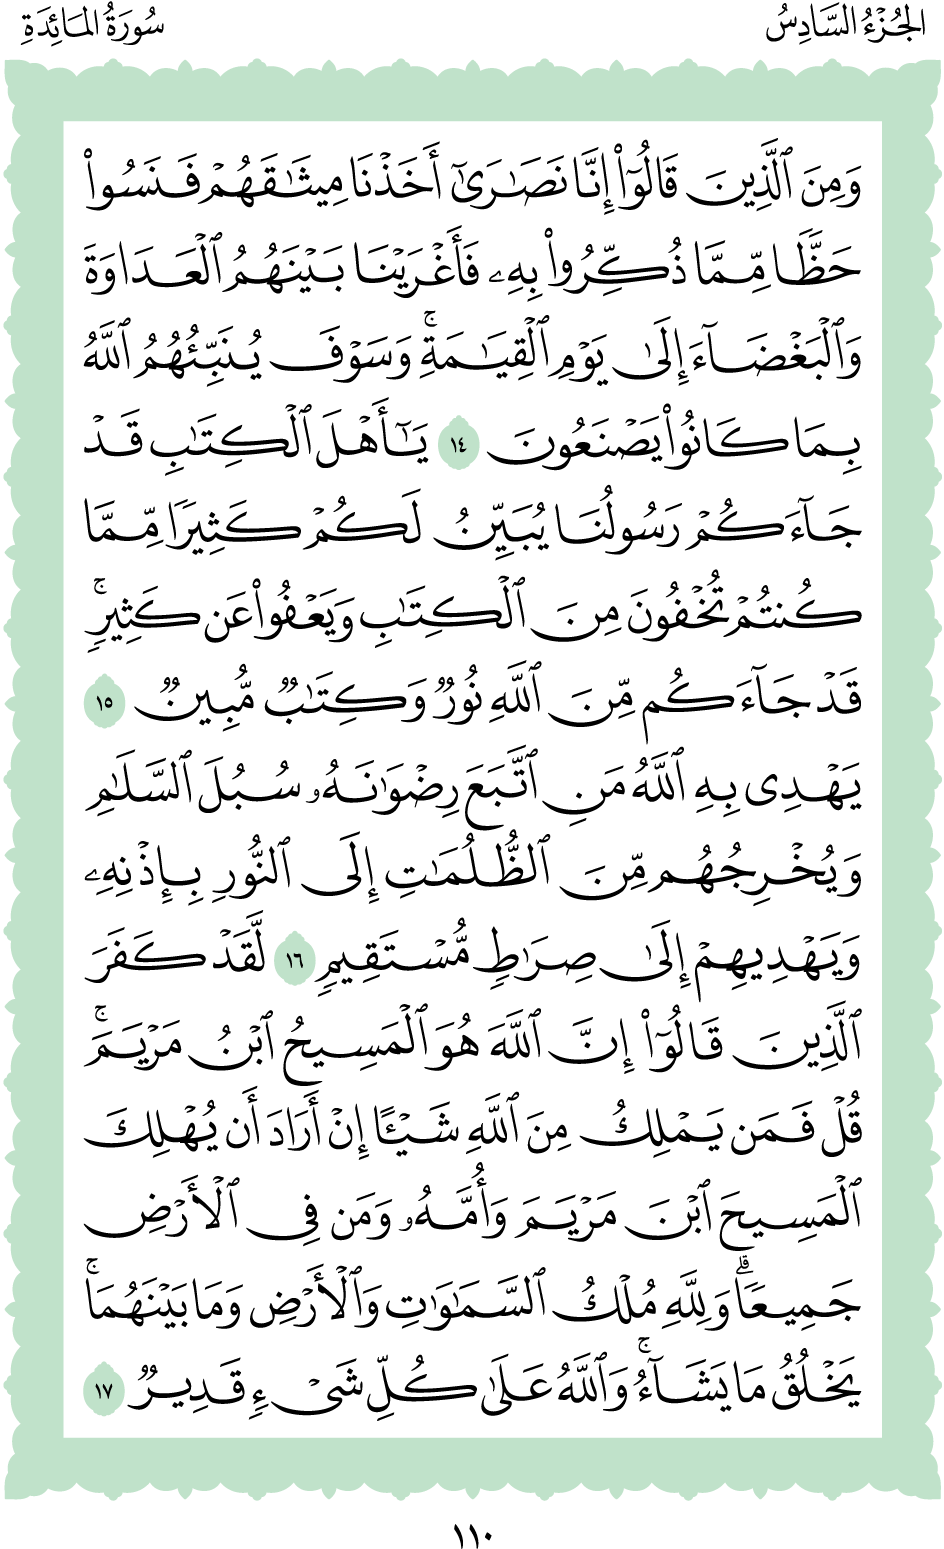 الجُزْءُ السَّادِسُ
سُورَةُ المَائِدَةِ
وَمِنَ ٱلَّذِينَ قَالُوٓا۟ إِنَّا نَصَٰرَىٰٓ أَخَذْنَا مِيثَٰقَهُمْ فَنَسُوا۟
حَظًّا مِّمَّا ذُكِّرُوا۟ بِهِۦ فَأَغْرَيْنَا بَيْنَهُمُ ٱلْعَدَاوَةَ
وَٱلْبَغْضَآءَ إِلَىٰ يَوْمِ ٱلْقِيَٰمَةِۚ وَسَوْفَ يُنَبِّئُهُمُ ٱللَّهُ
بِمَا كَانُوا۟ يَصْنَعُونَ ١٤ يَٰٓأَهْلَ ٱلْكِتَٰبِ قَدْ
جَآءَكُمْ رَسُولُنَا يُبَيِّنُ لَكُمْ كَثِيرًا مِّمَّا
كُنتُمْ تُخْفُونَ مِنَ ٱلْكِتَٰبِ وَيَعْفُوا۟ عَن كَثِيرٍۚ
قَدْ جَآءَكُم مِّنَ ٱللَّهِ نُورٌ وَكِتَٰبٌ مُّبِينٌ ١٥
يَهْدِى بِهِ ٱللَّهُ مَنِ ٱتَّبَعَ رِضْوَٰنَهُۥ سُبُلَ ٱلسَّلَٰمِ
وَيُخْرِجُهُم مِّنَ ٱلظُّلُمَٰتِ إِلَى ٱلنُّورِ بِإِذْنِهِۦ
وَيَهْدِيهِمْ إِلَىٰ صِرَٰطٍ مُّسْتَقِيمٍ ١٦ لَّقَدْ كَفَرَ
ٱلَّذِينَ قَالُوٓا۟ إِنَّ ٱللَّهَ هُوَ ٱلْمَسِيحُ ٱبْنُ مَرْيَمَۚ
قُلْ فَمَن يَمْلِكُ مِنَ ٱللَّهِ شَيْـًٔا إِنْ أَرَادَ أَن يُهْلِكَ
ٱلْمَسِيحَ ٱبْنَ مَرْيَمَ وَأُمَّهُۥ وَمَن فِى ٱلْأَرْضِ
جَمِيعًاۗ وَلِلَّهِ مُلْكُ ٱلسَّمَٰوَٰتِ وَٱلْأَرْضِ وَمَا بَيْنَهُمَاۚ
يَخْلُقُ مَا يَشَآءُۚ وَٱللَّهُ عَلَىٰ كُلِّ شَىْءٍ قَدِيرٌ ١٧
١١٠